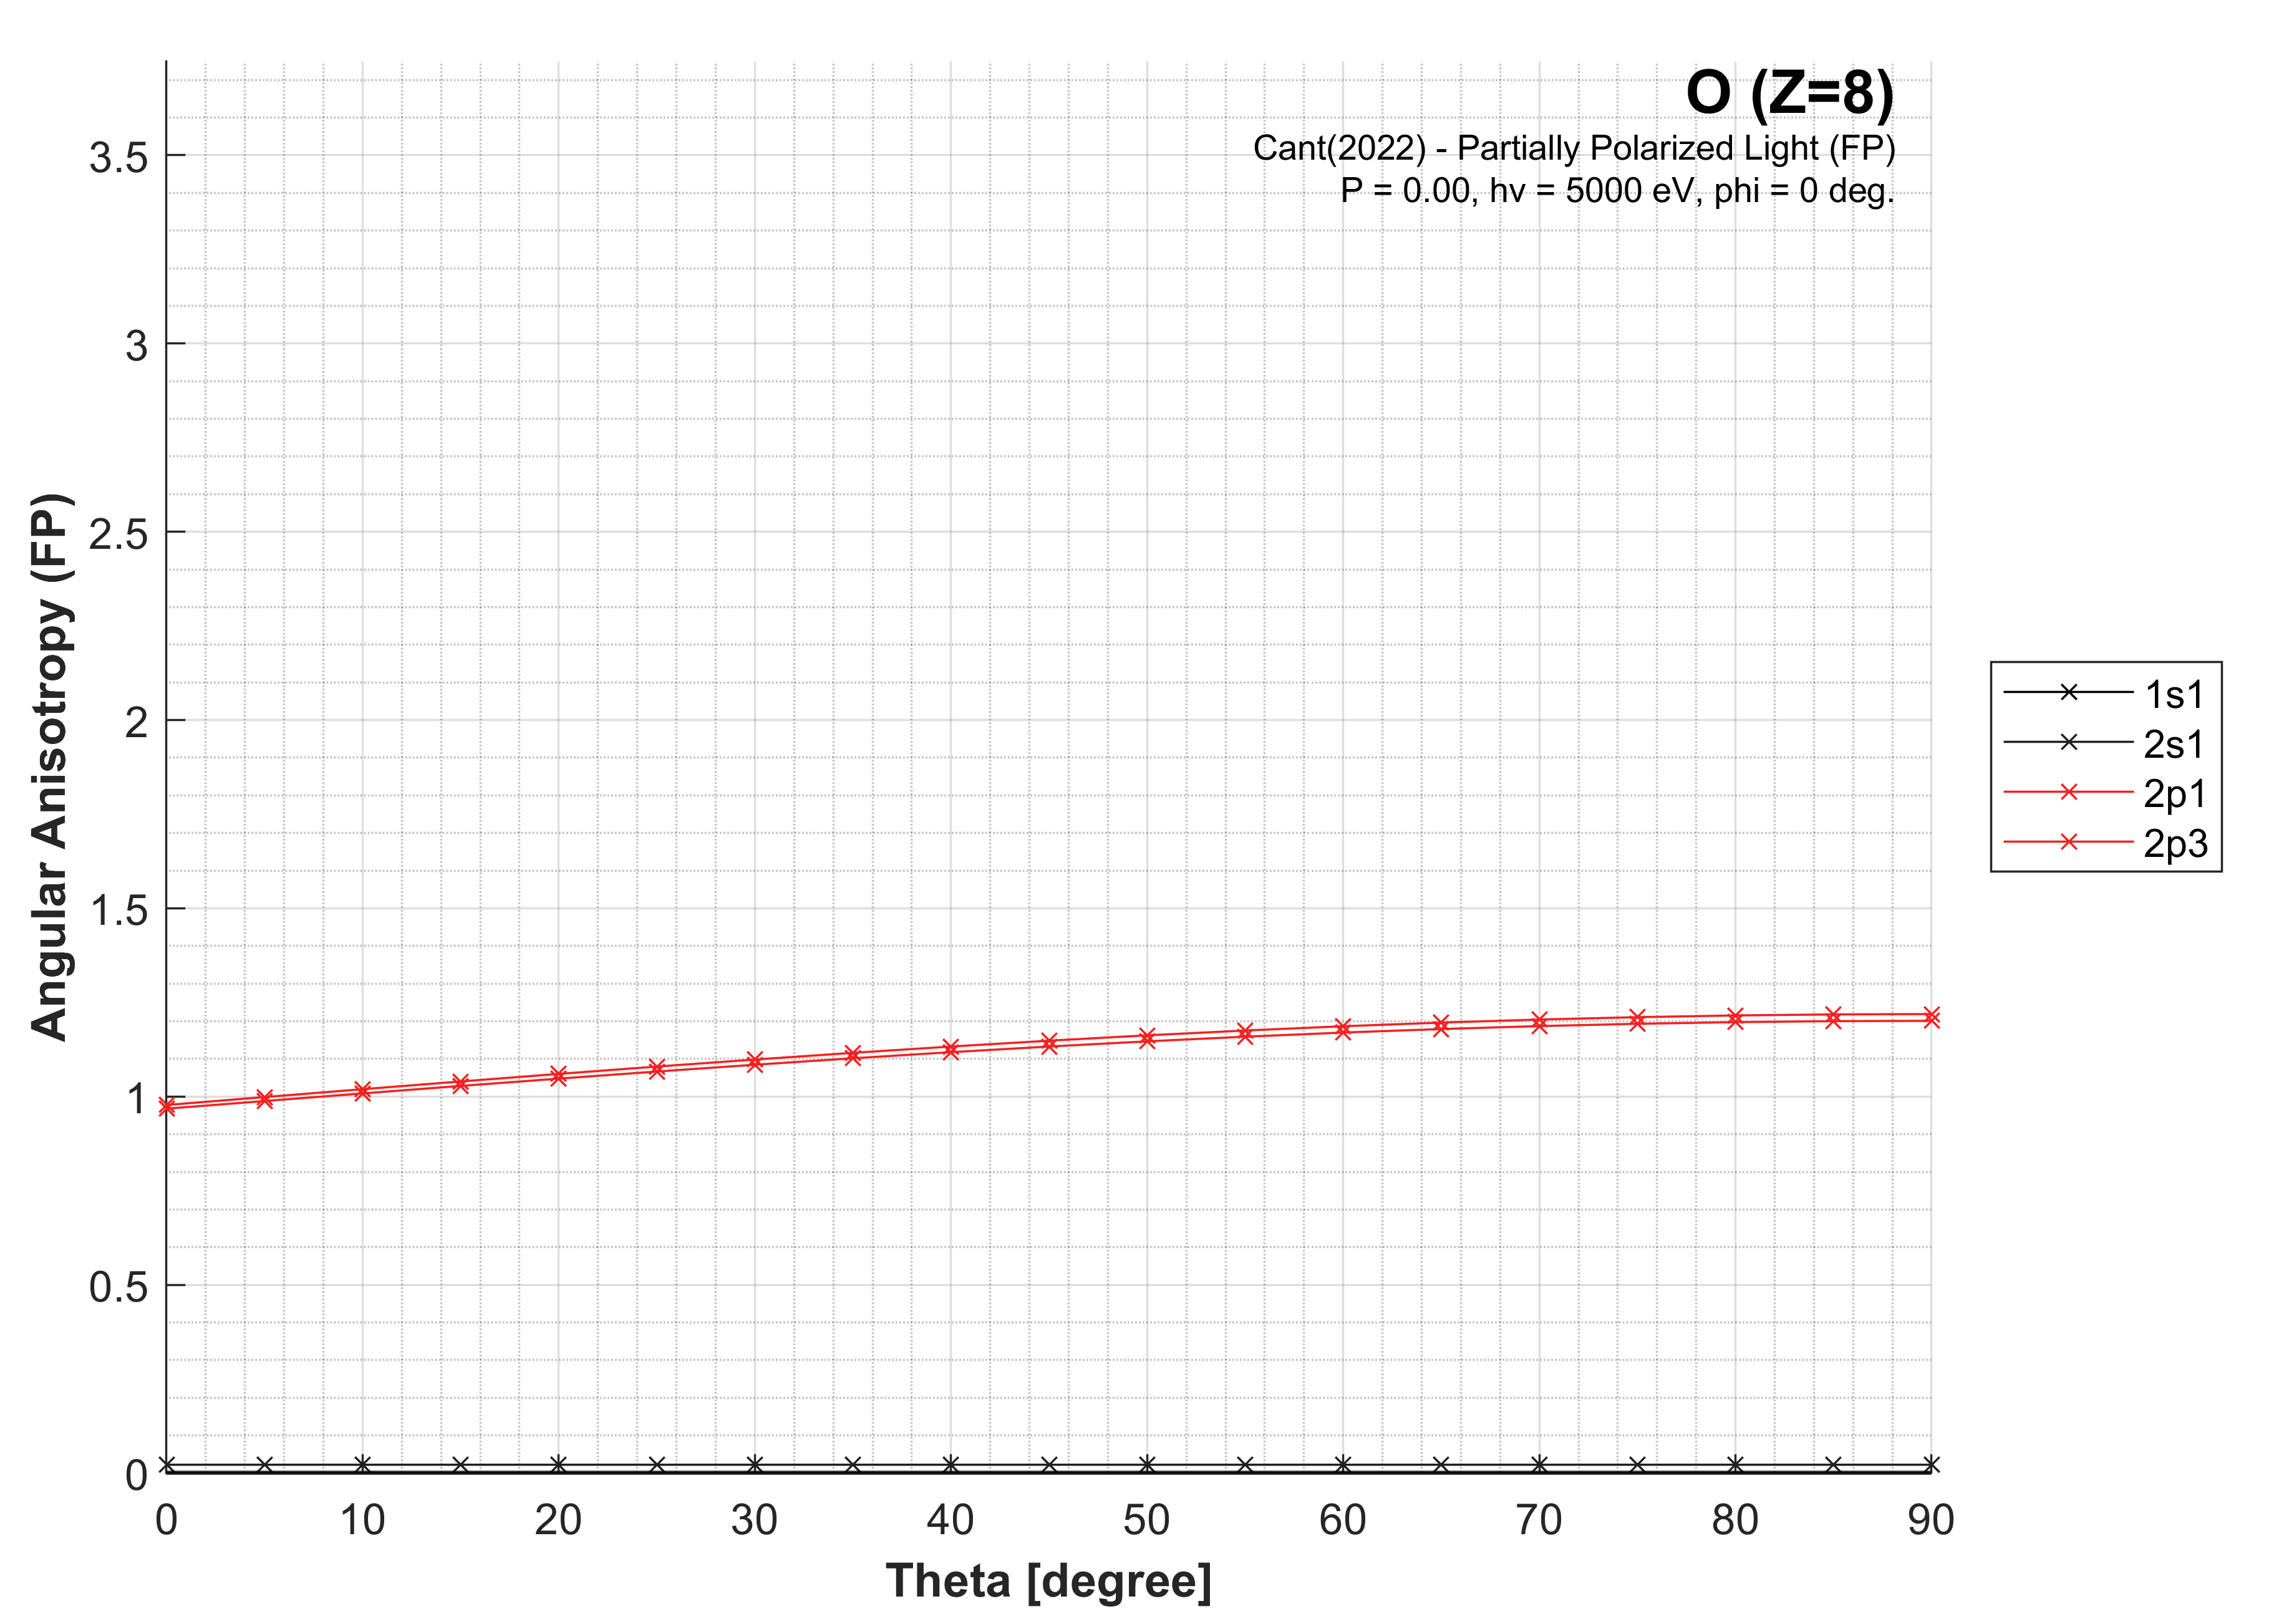 O (Z=8)
Cant(2022) - Partially Polarized Light (FP)
P = 0.00, hv = 5000 eV, phi = 0 deg.
Angular Anisotropy (FP)
3.5
3
2.5
2
1.5
1
0.5
0
0 10 20 30 40 50 60 70 80 90
Theta [degree]
1s1
2s1
2p1
2p3